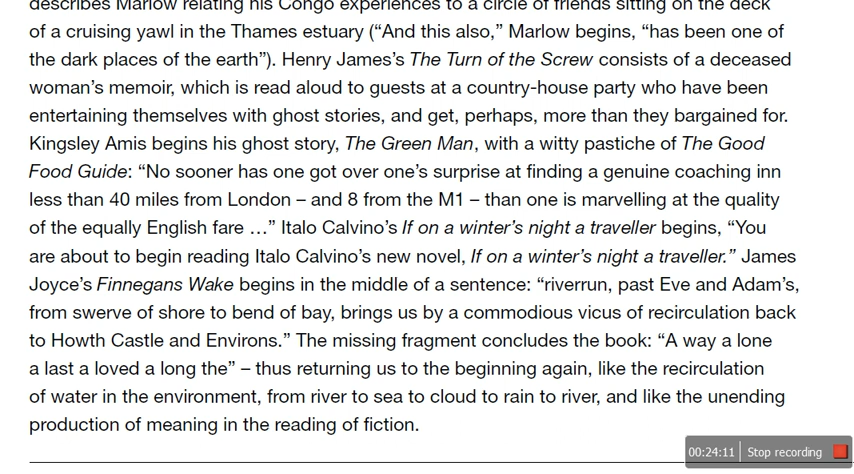 describes Marlow relating his Congo experiences to a circle of friends sitting on the deck
of a cruising yawl in the Thames estuary (“And this also,” Marlow begins, “has been one of
the dark places of the earth”). Henry James’s The Turn of the Screw consists of a deceased
woman’s memoir, which is read aloud to guests at a country-house party who have been
entertaining themselves with ghost stories, and get, perhaps, more than they bargained for.
Kingsley Amis begins his ghost story, The Green Man, with a witty pastiche of The Good
Food Guide: “No sooner has one got over one’s surprise at finding a genuine coaching inn
less than 40 miles from London – and 8 from the M1 – than one is marvelling at the quality
of the equally English fare …” Italo Calvino’s If on a winter’s night a traveller begins, “You
are about to begin reading Italo Calvino’s new novel, If on a winter’s night a traveller.” James
Joyce’s Finnegans Wake begins in the middle of a sentence: “riverrun, past Eve and Adam’s,
from swerve of shore to bend of bay, brings us by a commodious vicus of recirculation back
to Howth Castle and Environs.” The missing fragment concludes the book: “A way a lone
a last a loved a long the” – thus returning us to the beginning again, like the recirculation
of water in the environment, from river to sea to cloud to rain to river, and like the unending
production of meaning in the reading of fiction.
00:24:11 Stop recording